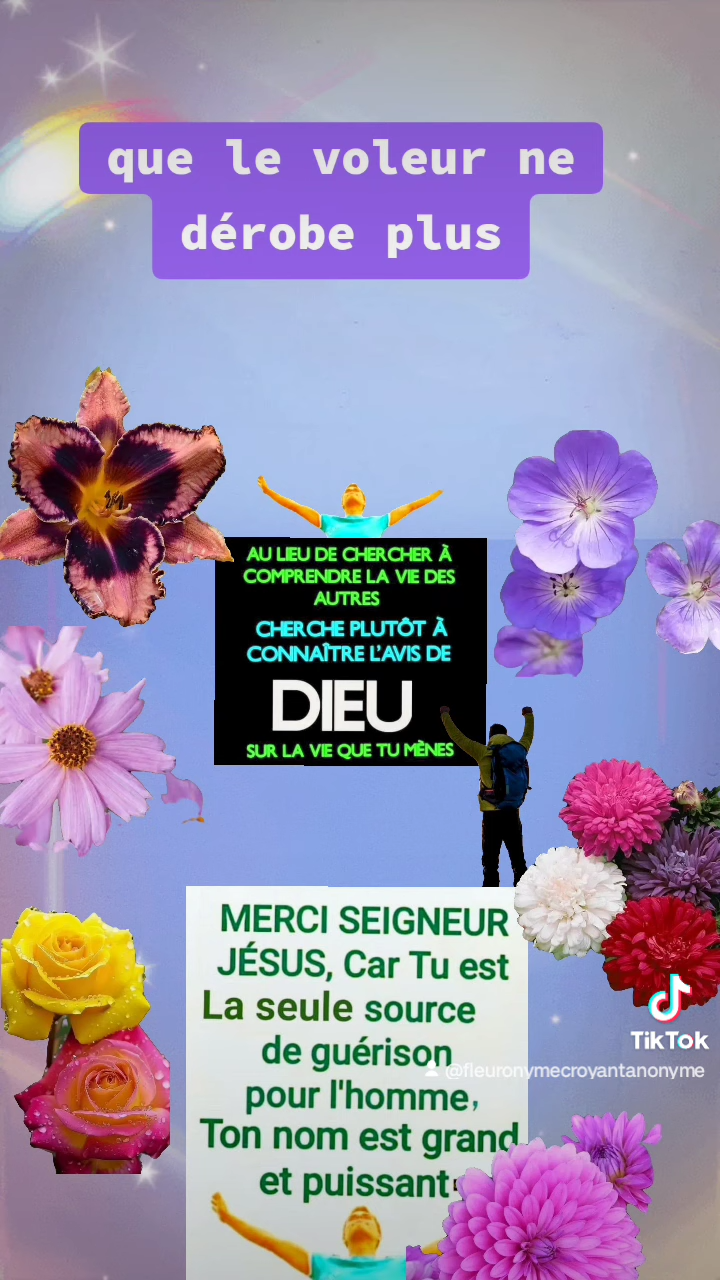 que le voleur ne
dérobe plus
AU LIEU DE CHERCHER À
COMPRENDRE LA VIE DES
AUTRES
CHERCHE PLUTÔT À
CONNAÎTRE L'AVIS DE
DIEU
SUR LA VIE QUE TU MÈNES
MERCI SEIGNEUR
JÉSUS, Car Tu est
La seule source
de guérison
pour l'homme,
Ton nom est grand
et puissant
TikTok
@fleuronymecroyantanonyme